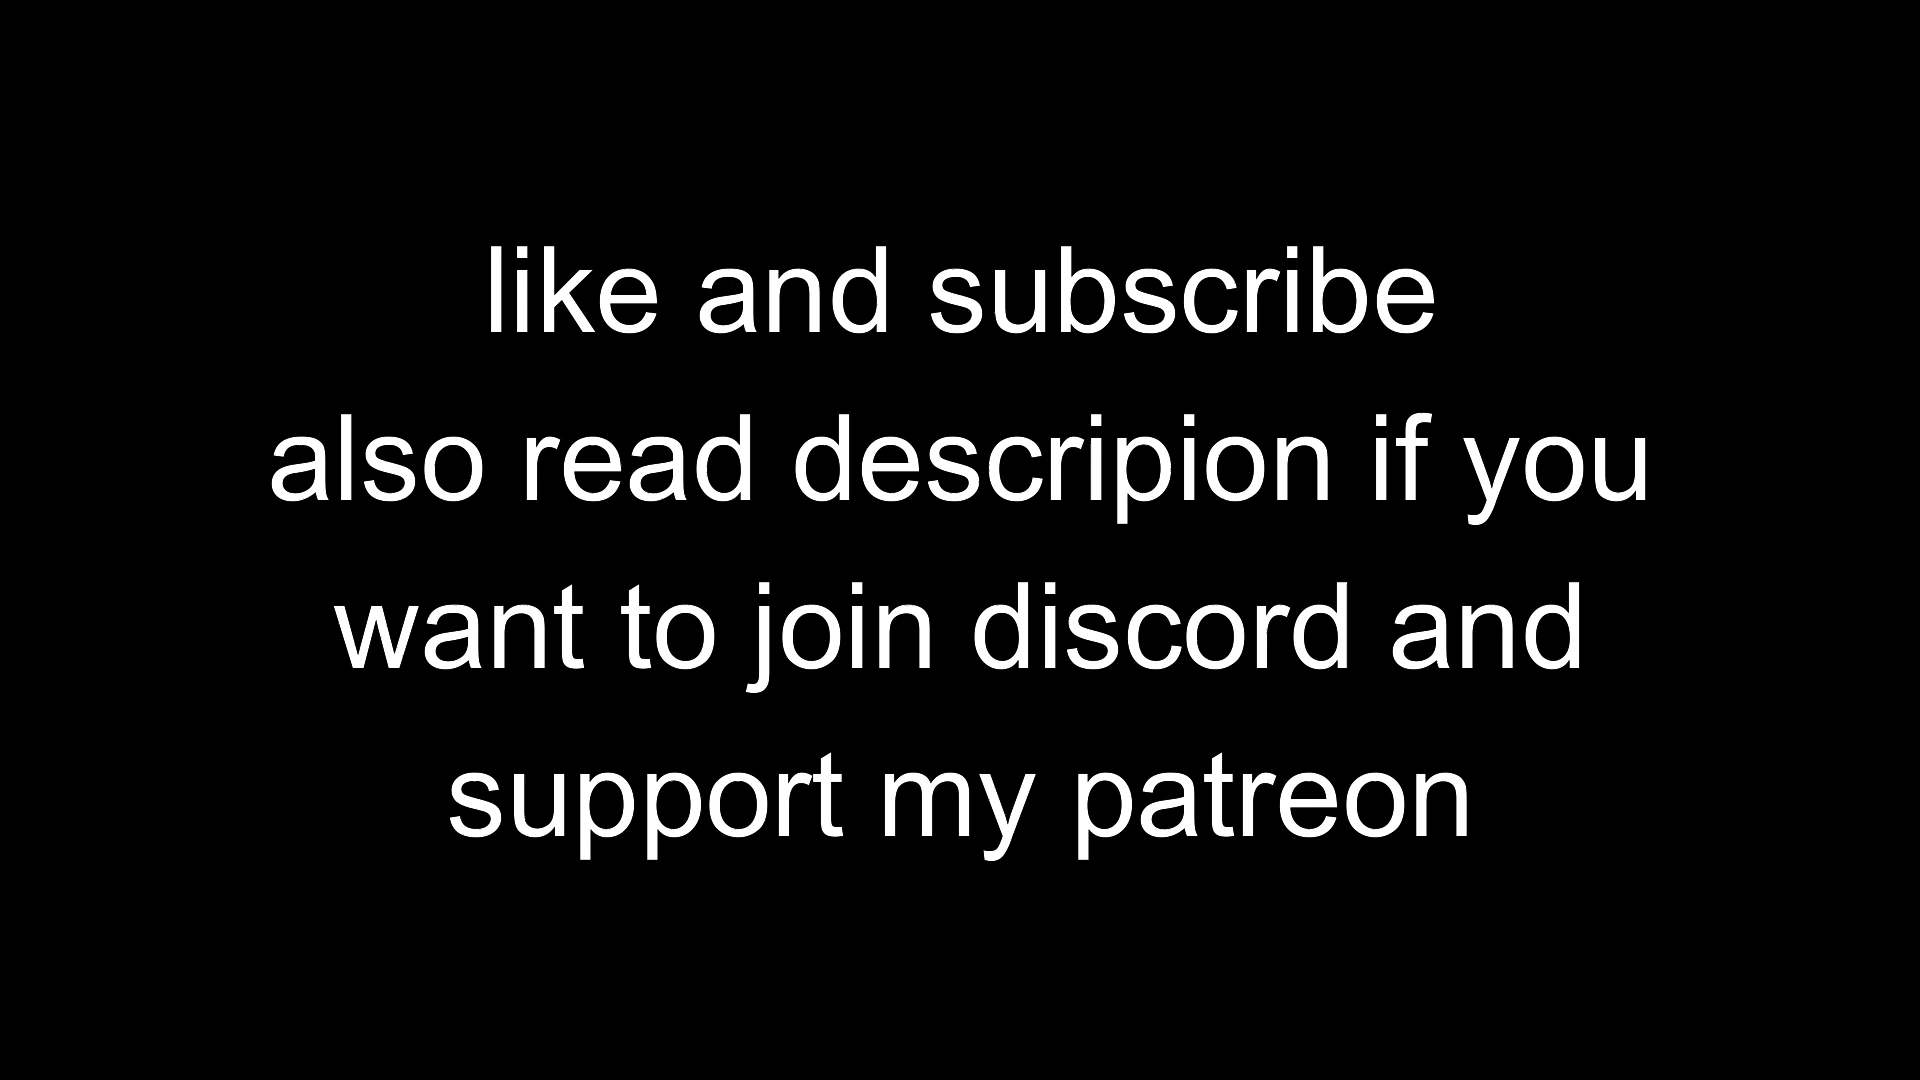 like and subscribe
also read descripion if you
want to join discord and
support my patreon